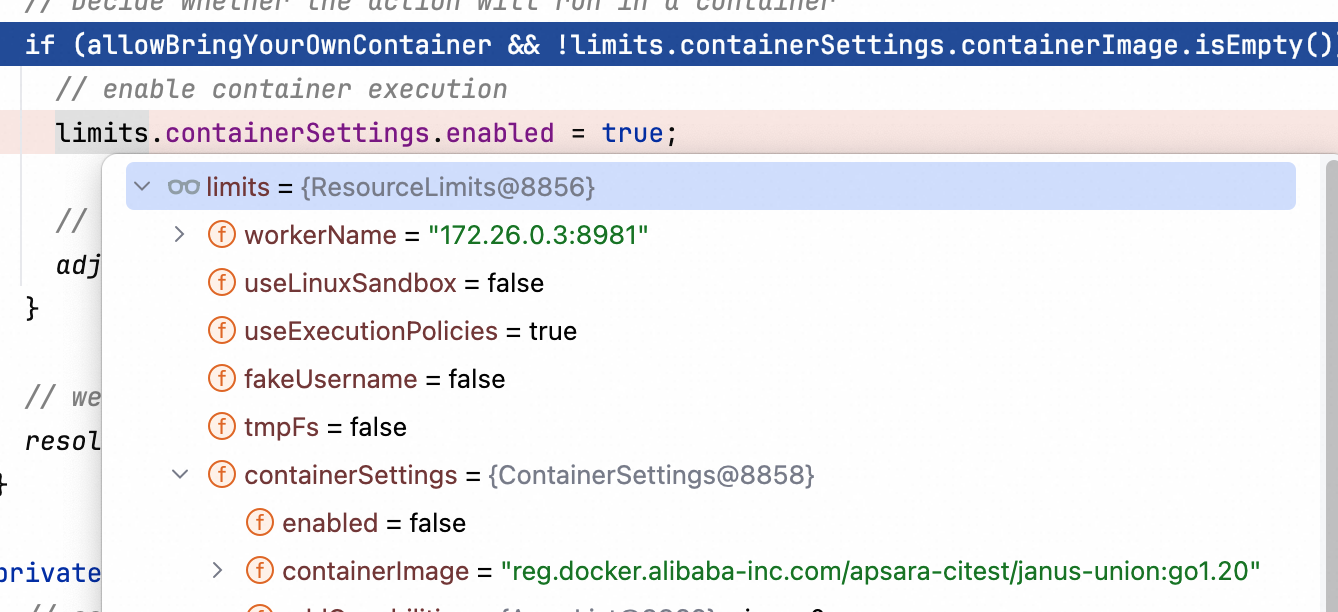 // Decide whether the action will run in a container
if (allowBringYourOwnContainer && !limits.containerSettings.containerImage.isEmpty())
// enable container execution
limits.containerSettings.enabled = true;
limits = {ResourceLimits@8856}
// 
workerName = "172.26.0.3:8981"
adj
useLinuxSandbox = false
}
useExecutionPolicies = true
fakeUsername = false
// we
tmpFs = false
resol
containerSettings = {ContainerSettings@8858}
}
enabled = false
private
containerImage = "reg.docker.alibaba-inc.com/apsara-citest/janus-union:go1.20"
//